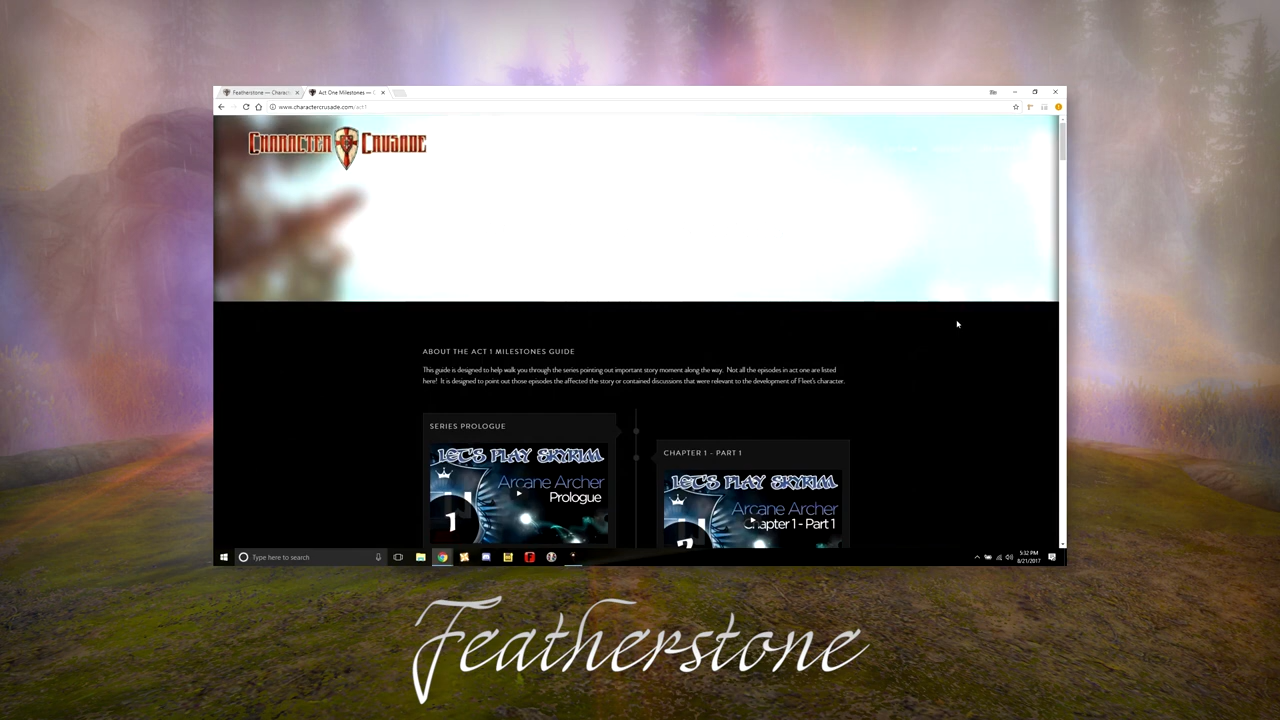 Featherstone — Charac
Act One Milestones — C
www.charactercrusade.com/act1
CHARACTER CRUSADE
ABOUT THE ACT 1 MILESTONES GUIDE
This guide is designed to help walk you through the series pointing out important story moment along the way. Not all the episodes in act one are listed
here! It is designed to point out those episodes the affected the story or contained discussions that were relevant to the development of Fleet's character.
SERIES PROLOGUE
LET'S PLAY SKYRIM
Arcane Archer
Prologue
1
CHAPTER 1 - PART 1
LET'S PLAY SKYRIM
Arcane Archer
Chapter 1 - Part 1
Type here to search
5:32 PM
8/21/2017
Featherstone